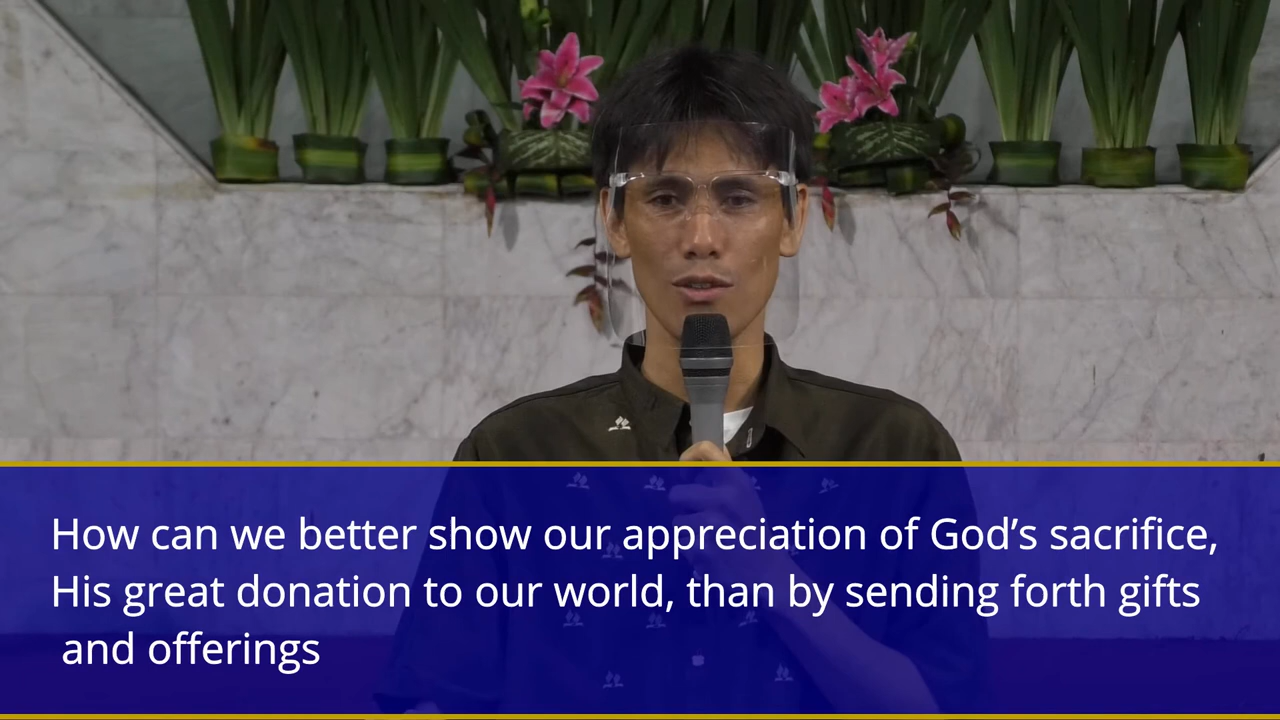 How can we better show our appreciation of God’s sacrifice,
His great donation to our world, than by sending forth gifts
and offerings